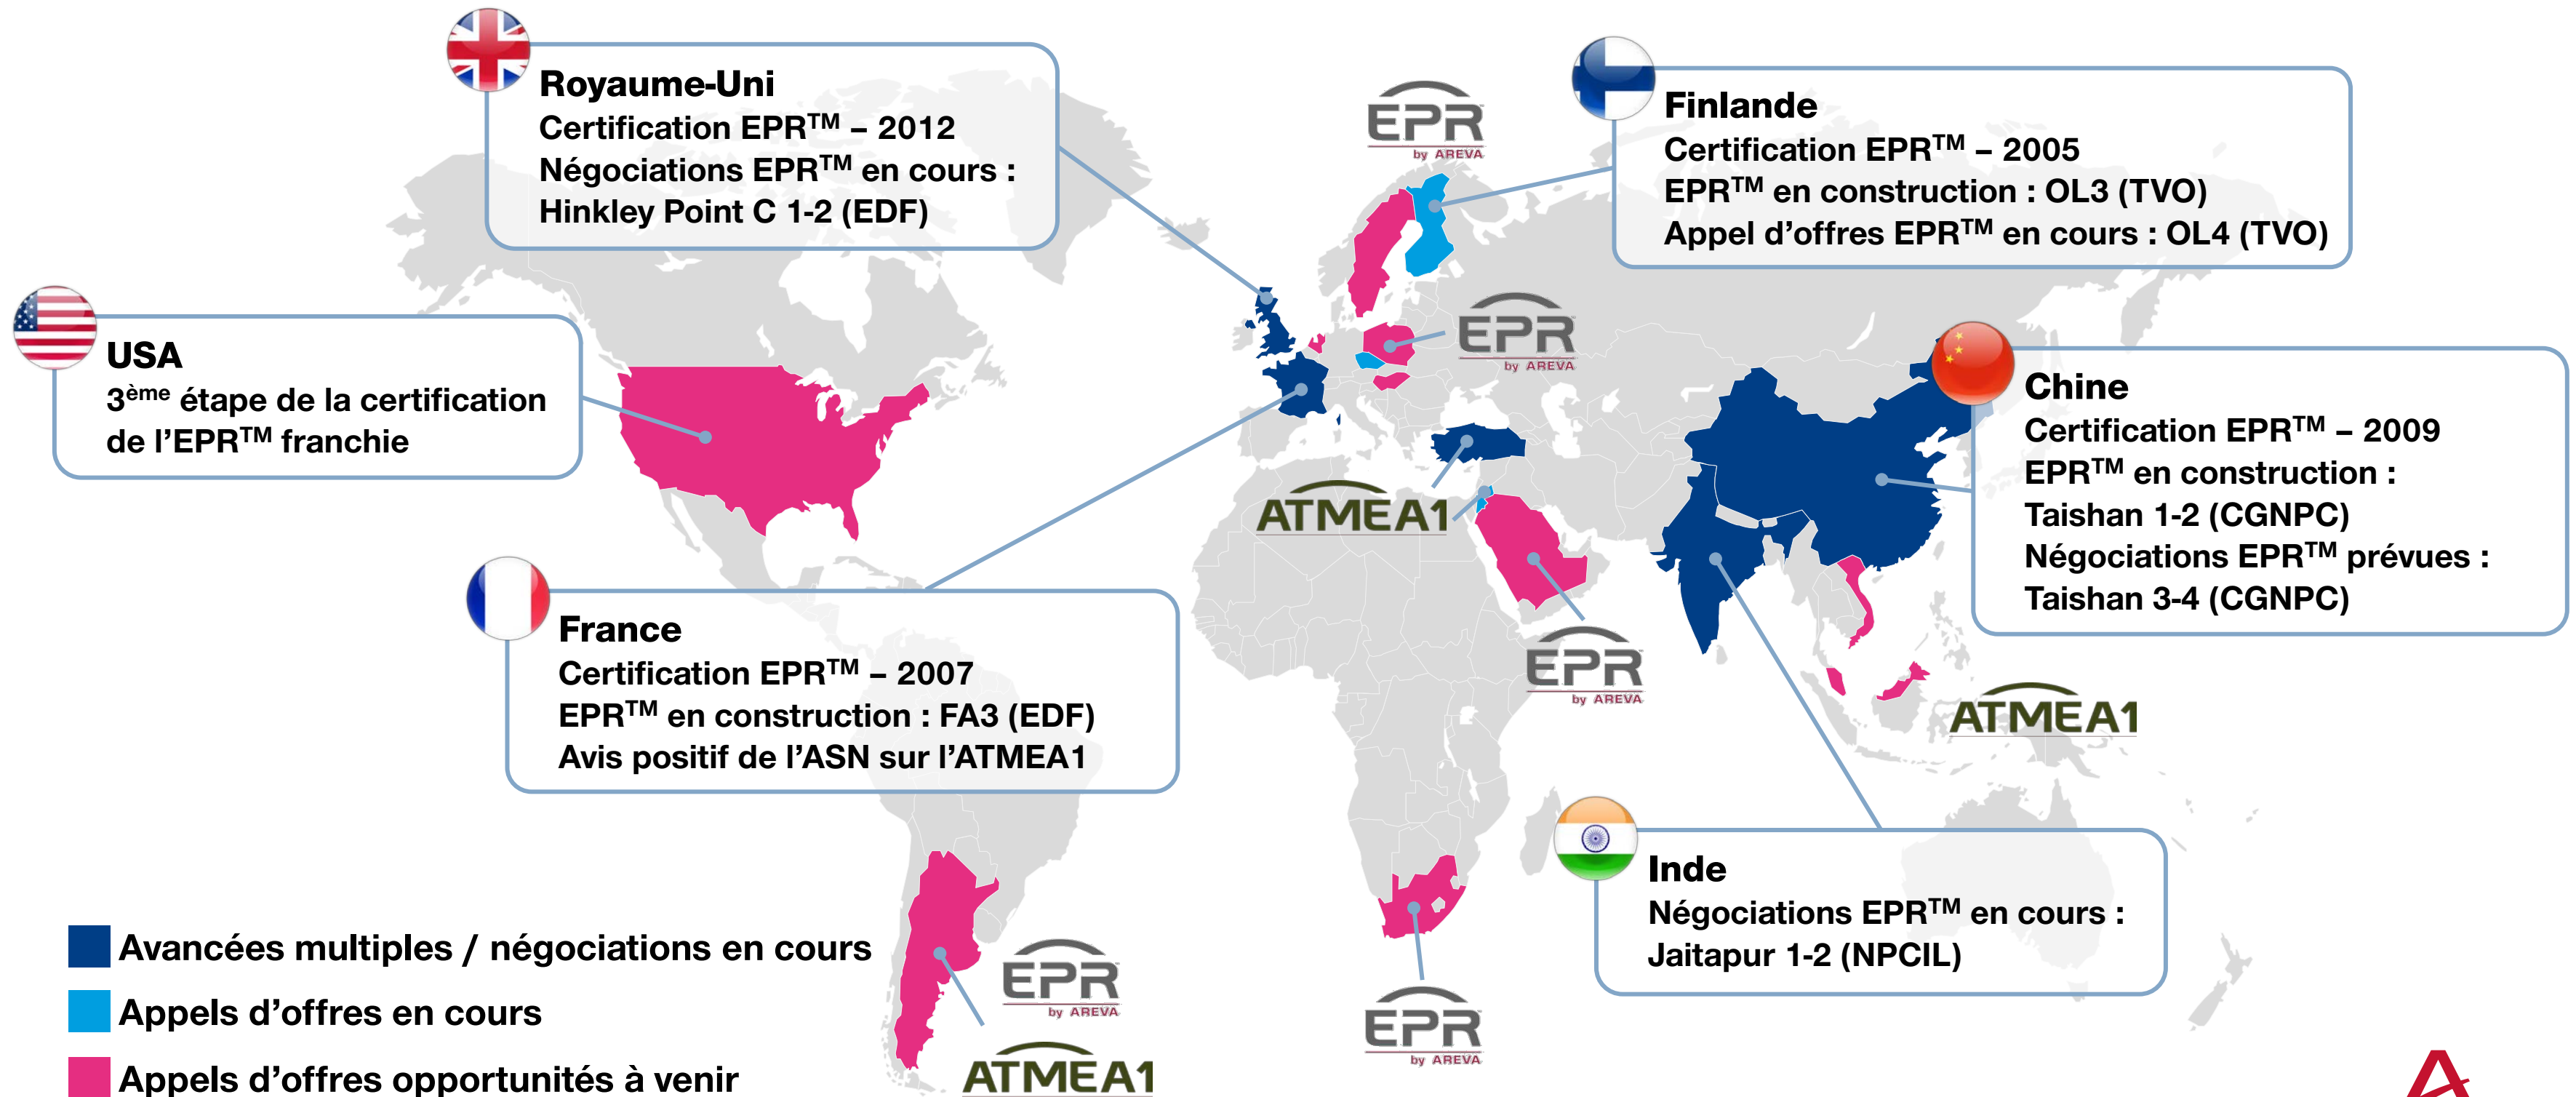 Royaume-Uni
Certification EPR™ – 2012
Négociations EPR™ en cours :
Hinkley Point C 1-2 (EDF)
EPR
by AREVA
Finlande
Certification EPR™ – 2005
EPR™ en construction : OL3 (TVO)
Appel d’offres EPR™ en cours : OL4 (TVO)
USA
3ème étape de la certification
de l’EPR™ franchie
EPR
by AREVA
Chine
Certification EPR™ – 2009
EPR™ en construction :
Taishan 1-2 (CGNPC)
Négociations EPR™ prévues :
Taishan 3-4 (CGNPC)
ATMEA1
France
Certification EPR™ – 2007
EPR™ en construction : FA3 (EDF)
Avis positif de l’ASN sur l’ATMEA1
EPR
by AREVA
ATMEA1
Inde
Négociations EPR™ en cours :
Jaitapur 1-2 (NPCIL)
Avancées multiples / négociations en cours
Appels d’offres en cours
Appels d’offres opportunités à venir
EPR
by AREVA
ATMEA1
EPR
by AREVA